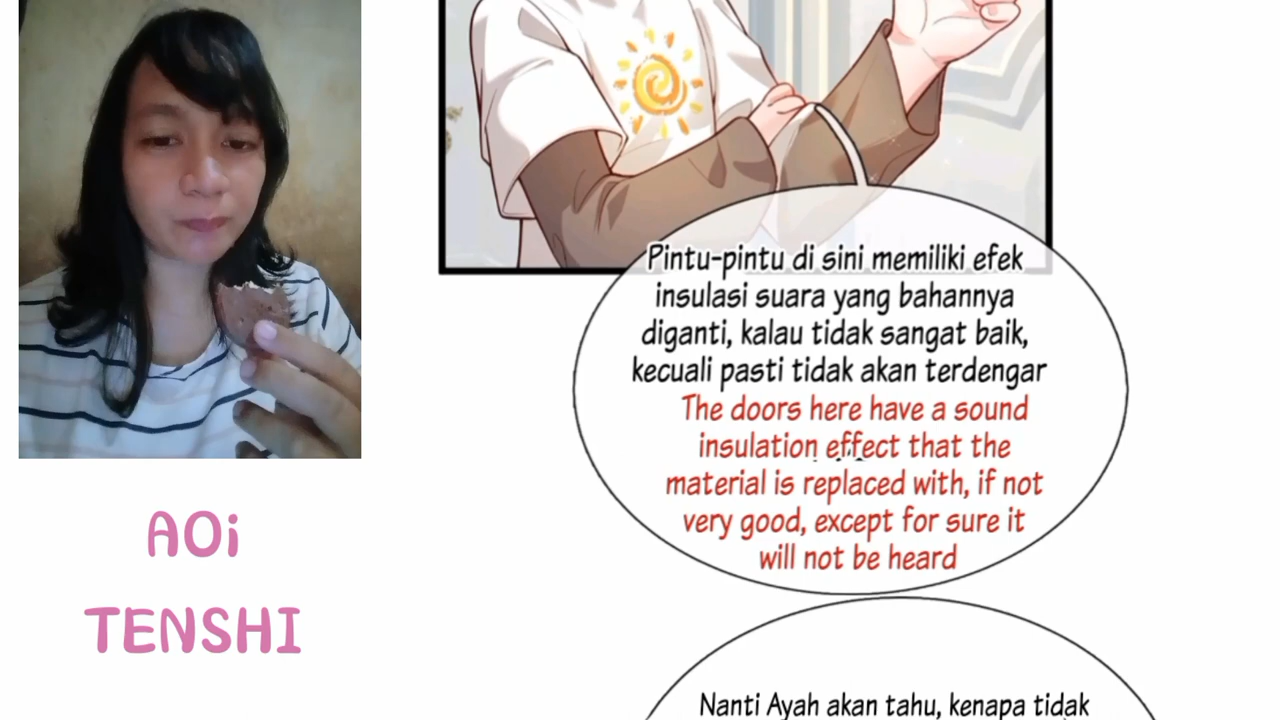 AOi
TENSHI
Pintu-pintu di sini memiliki efek
insulasi suara yang bahannya
diganti, kalau tidak sangat baik,
kecuali pasti tidak akan terdengar
The doors here have a sound
insulation effect that the
material is replaced with, if not
very good, except for sure it
will not be heard
Nanti Ayah akan tahu, kenapa tidak